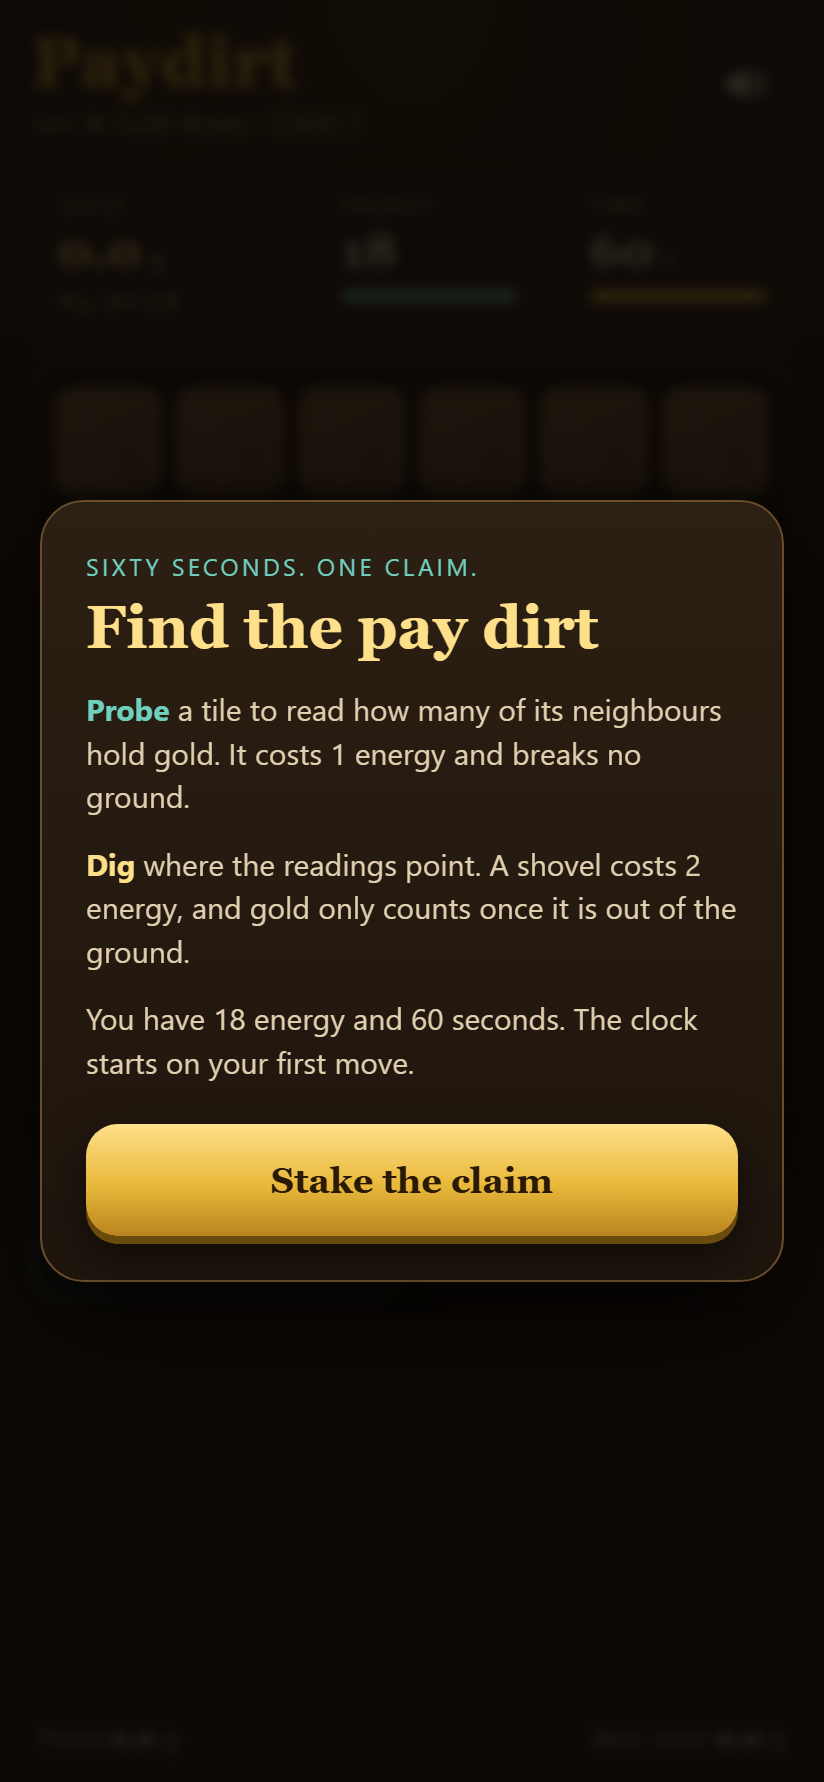 Paydirt
0.0
18
60
SIXTY SECONDS. ONE CLAIM.
Find the pay dirt
Probe a tile to read how many of its neighbours
hold gold. It costs 1 energy and breaks no
ground.
Dig where the readings point. A shovel costs 2
energy, and gold only counts once it is out of the
ground.
You have 18 energy and 60 seconds. The clock
starts on your first move.
Stake the claim